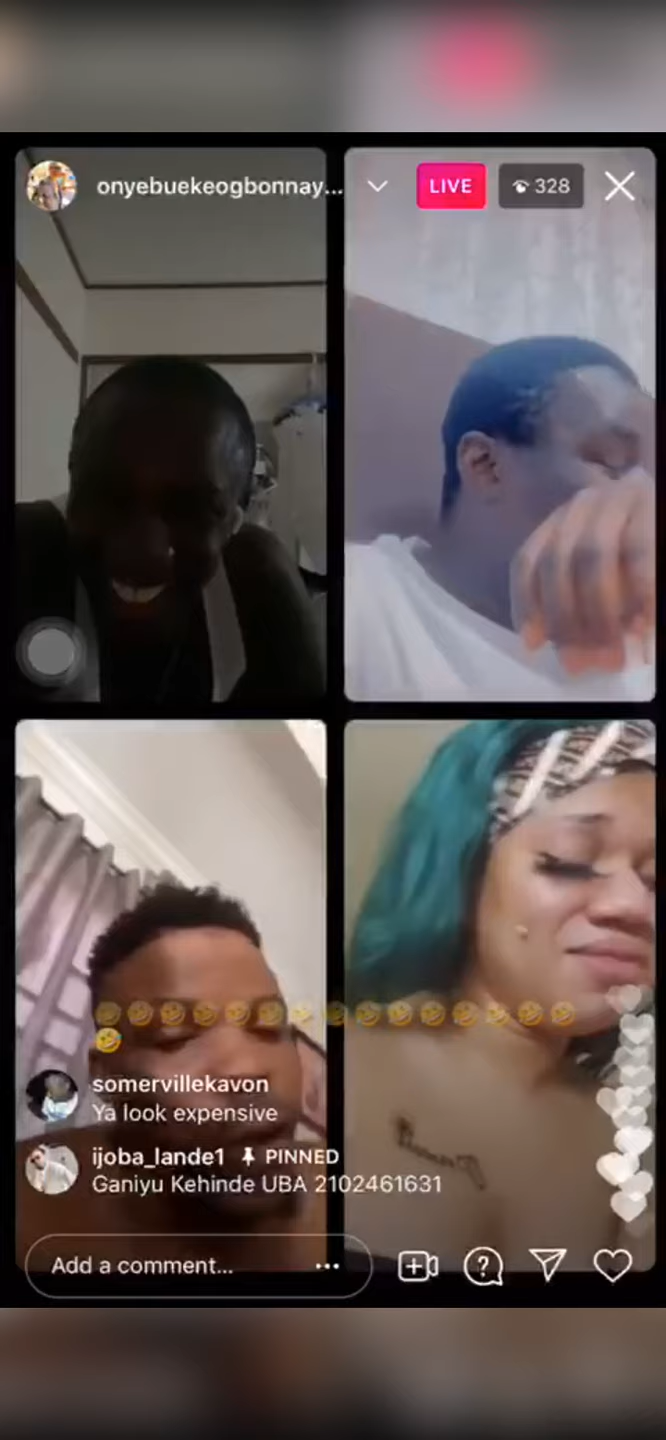 onyebuekeogbonnay...
LIVE
328
somervillekavon
Ya look expensive
ijoba_lande1 PINNED
Ganiyu Kehinde UBA 2102461631
Add a comment...